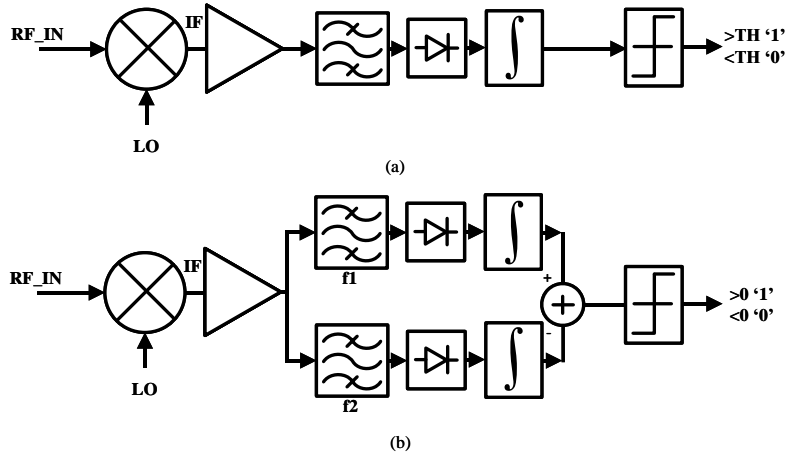 RF_IN
IF
LO
∫
>TH ‘1’
<TH ‘0’
(a)
RF_IN
IF
LO
f1
∫
f2
∫
+
-
+
>0 ‘1’
<0 ‘0’
(b)